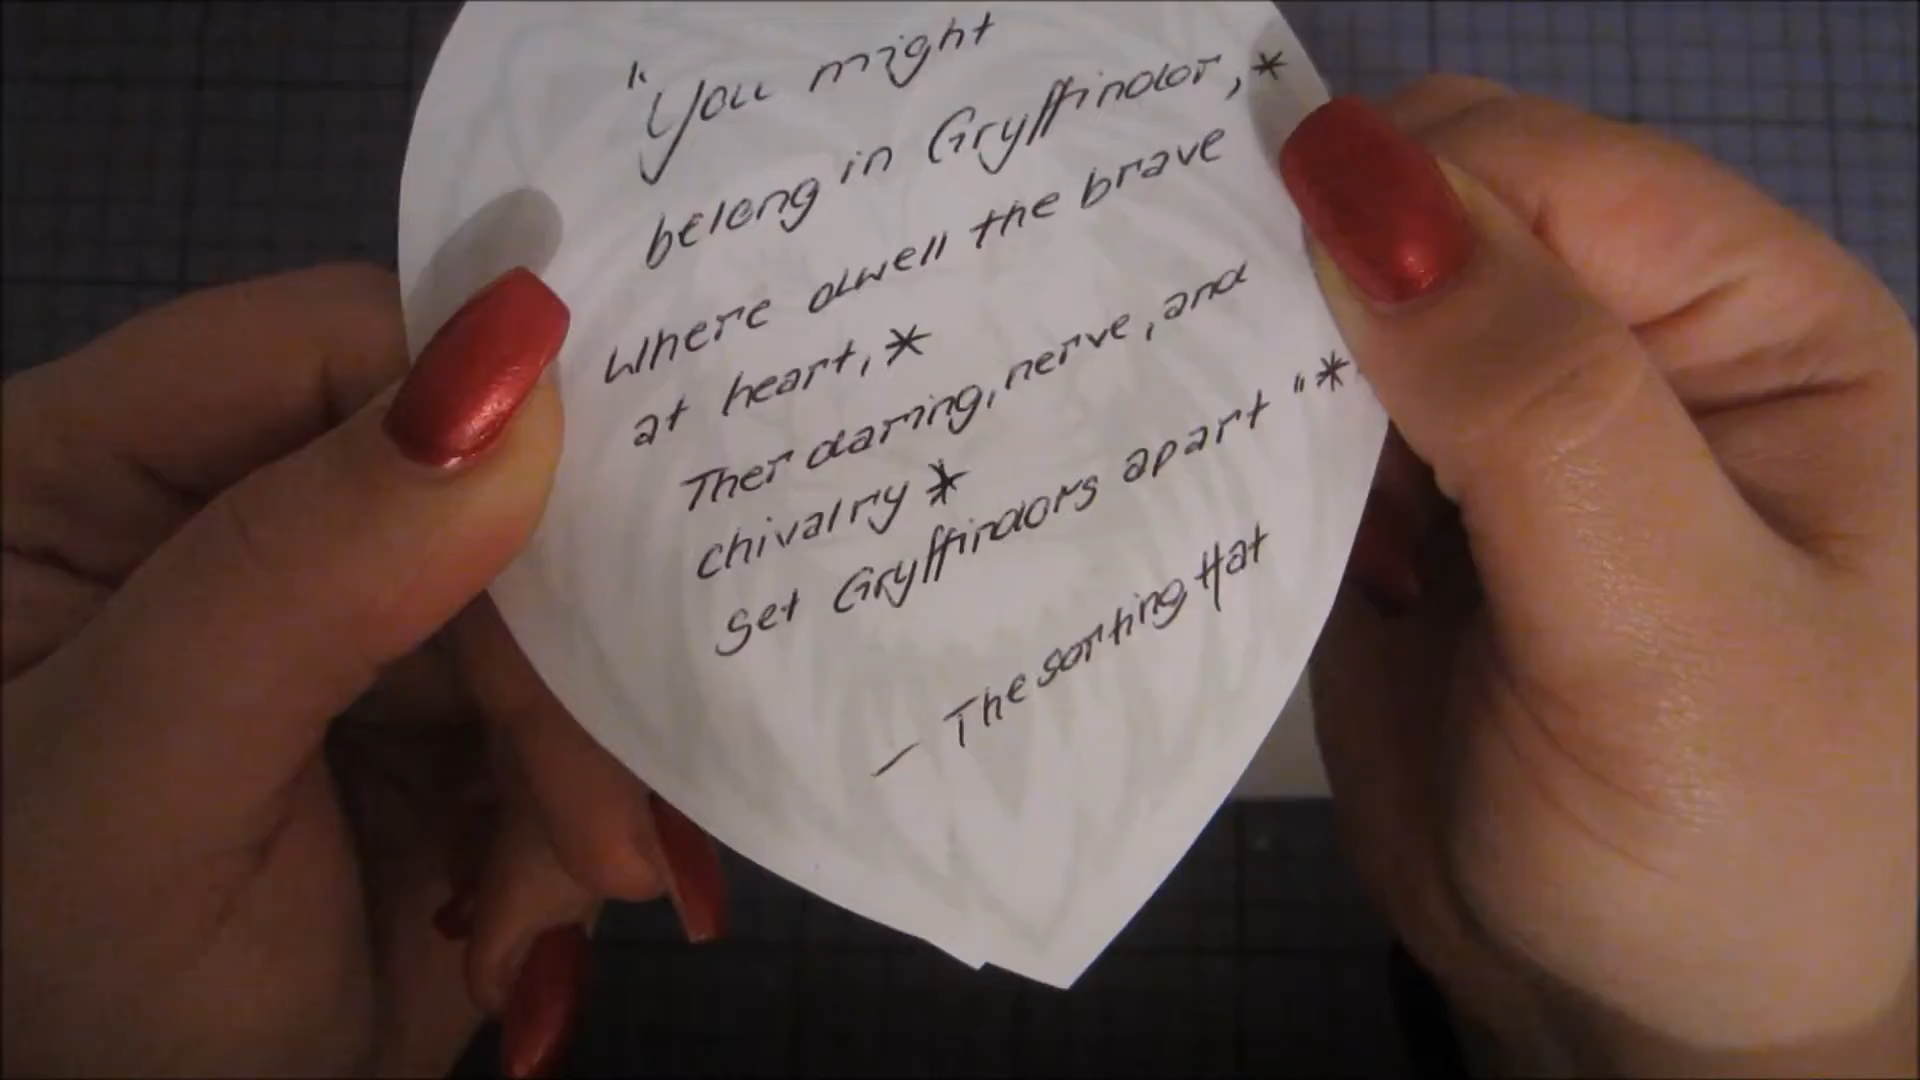 "You might
belong in Gryffindor,*
Where dwell the brave
at heart,*
Ther daring, nerve, and
chivalry *
Set Gryffindors apart "*
— The sorting Hat